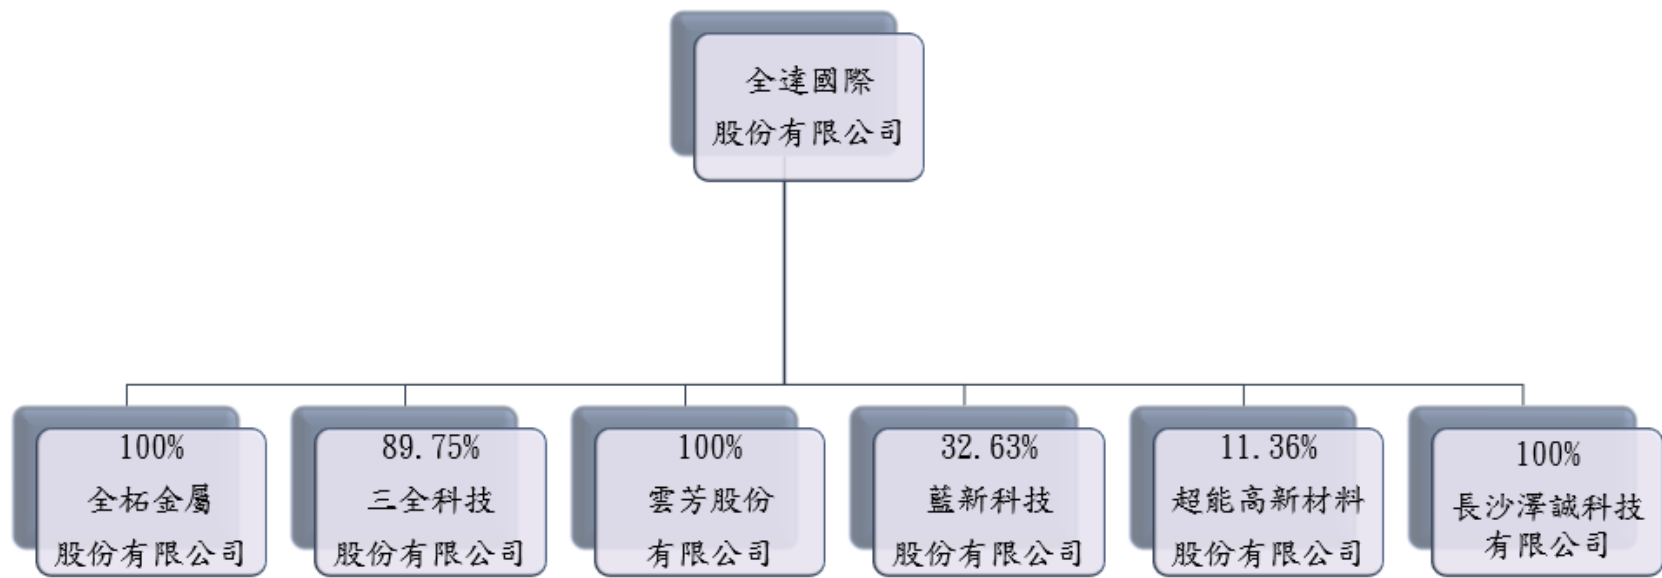 全達國際
股份有限公司
100%
全柘金屬
股份有限公司
89.75%
三全科技
股份有限公司
100%
雲芳股份
有限公司
32.63%
藍新科技
股份有限公司
11.36%
超能高新材料
股份有限公司
100%
長沙澤誠科技
有限公司